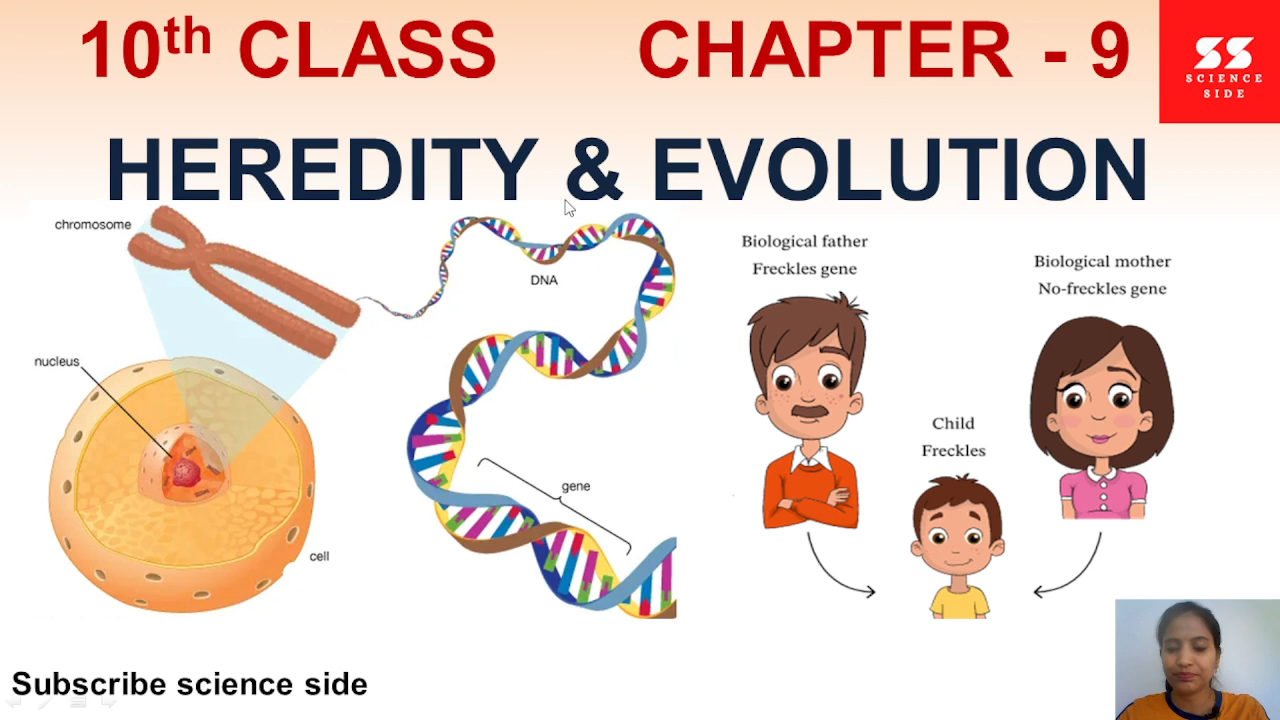 10th CLASS CHAPTER - 9
SS
SCIENCE
SIDE
HEREDITY & EVOLUTION
chromosome
DNA
nucleus
gene
cell
Biological father
Freckles gene
Biological mother
No-freckles gene
Child
Freckles
Subscribe science side